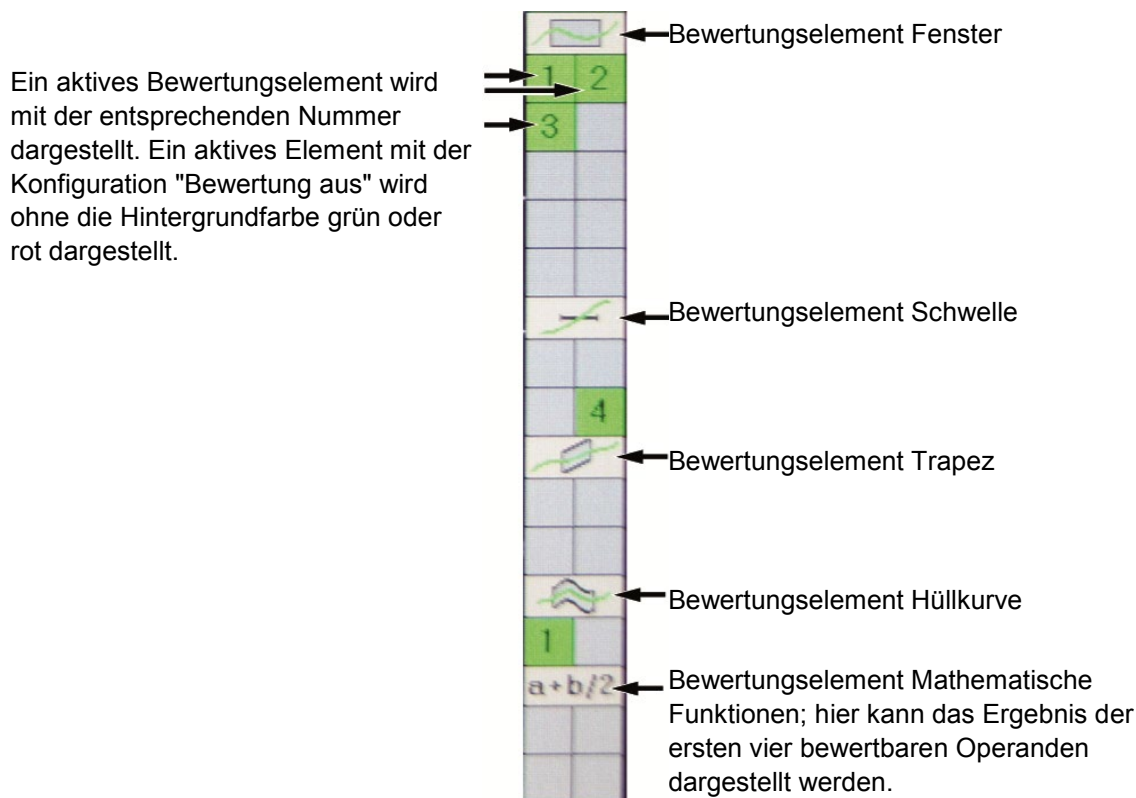 Bewertungselement Fenster
Ein aktives Bewertungselement wird
mit der entsprechenden Nummer
dargestellt. Ein aktives Element mit der
Konfiguration "Bewertung aus" wird
ohne die Hintergrundfarbe grün oder
rot dargestellt.
1 2
3
Bewertungselement Schwelle
4
Bewertungselement Trapez
Bewertungselement Hüllkurve
1
a+b/2
Bewertungselement Mathematische
Funktionen; hier kann das Ergebnis der
ersten vier bewertbaren Operanden
dargestellt werden.